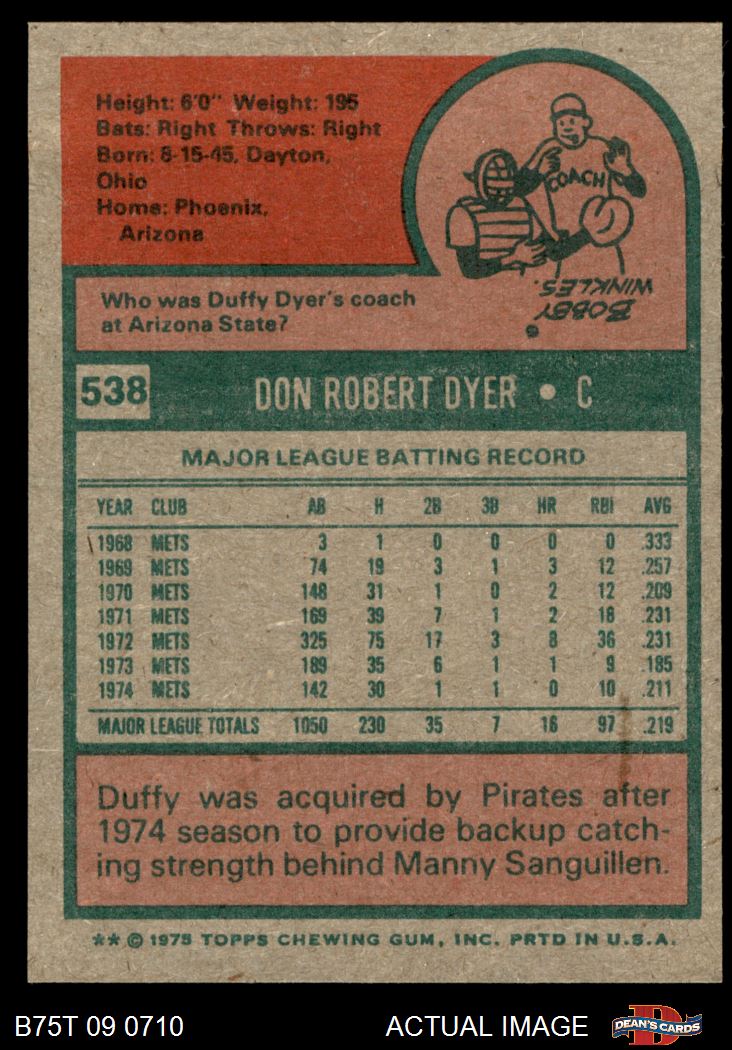 Height: 6'0" Weight: 195
Bats: Right Throws: Right
Born: 8-15-45, Dayton,
Ohio
Home: Phoenix,
Arizona
COACH
BOBBY
WINKLES.
Who was Duffy Dyer's coach
at Arizona State?
538 DON ROBERT DYER • C
MAJOR LEAGUE BATTING RECORD
YEAR CLUB AB H 2B 3B HR RBI AVG
1968 METS 3 1 0 0 0 0 .333
1969 METS 74 19 3 1 3 12 .257
1970 METS 148 31 1 0 2 12 .209
1971 METS 169 39 7 1 2 18 .231
1972 METS 325 75 17 3 8 36 .231
1973 METS 189 35 6 1 1 9 .185
1974 METS 142 30 1 1 0 10 .211
MAJOR LEAGUE TOTALS 1050 230 35 7 16 97 .219
Duffy was acquired by Pirates after
1974 season to provide backup catch-
ing strength behind Manny Sanguillen.
** © 1975 TOPPS CHEWING GUM, INC. PRTD IN U.S.A.
B75T 09 0710 ACTUAL IMAGE D DEAN'S CARDS